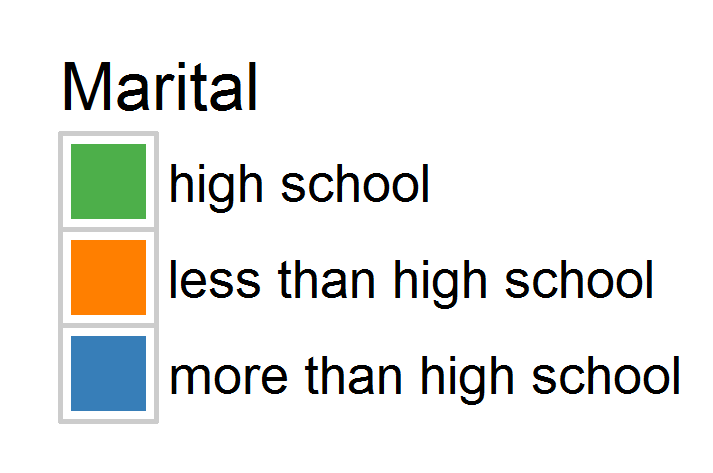 Marital
high school
less than high school
more than high school